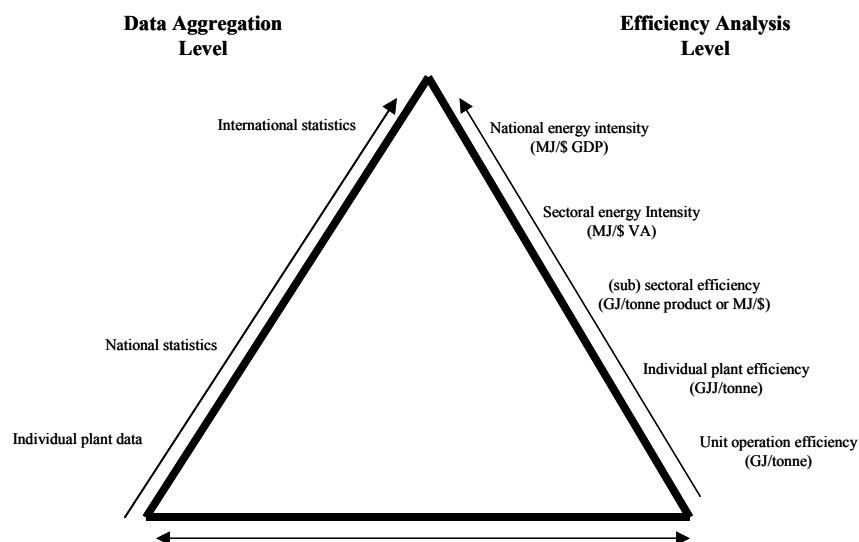 Data Aggregation
Level
Efficiency Analysis
Level
International statistics
National statistics
Individual plant data
National energy intensity
(MJ/$ GDP)
Sectoral energy Intensity
(MJ/$ VA)
(sub) sectoral efficiency
(GJ/tonne product or MJ/$)
Individual plant efficiency
(GJJ/tonne)
Unit operation efficiency
(GJ/tonne)